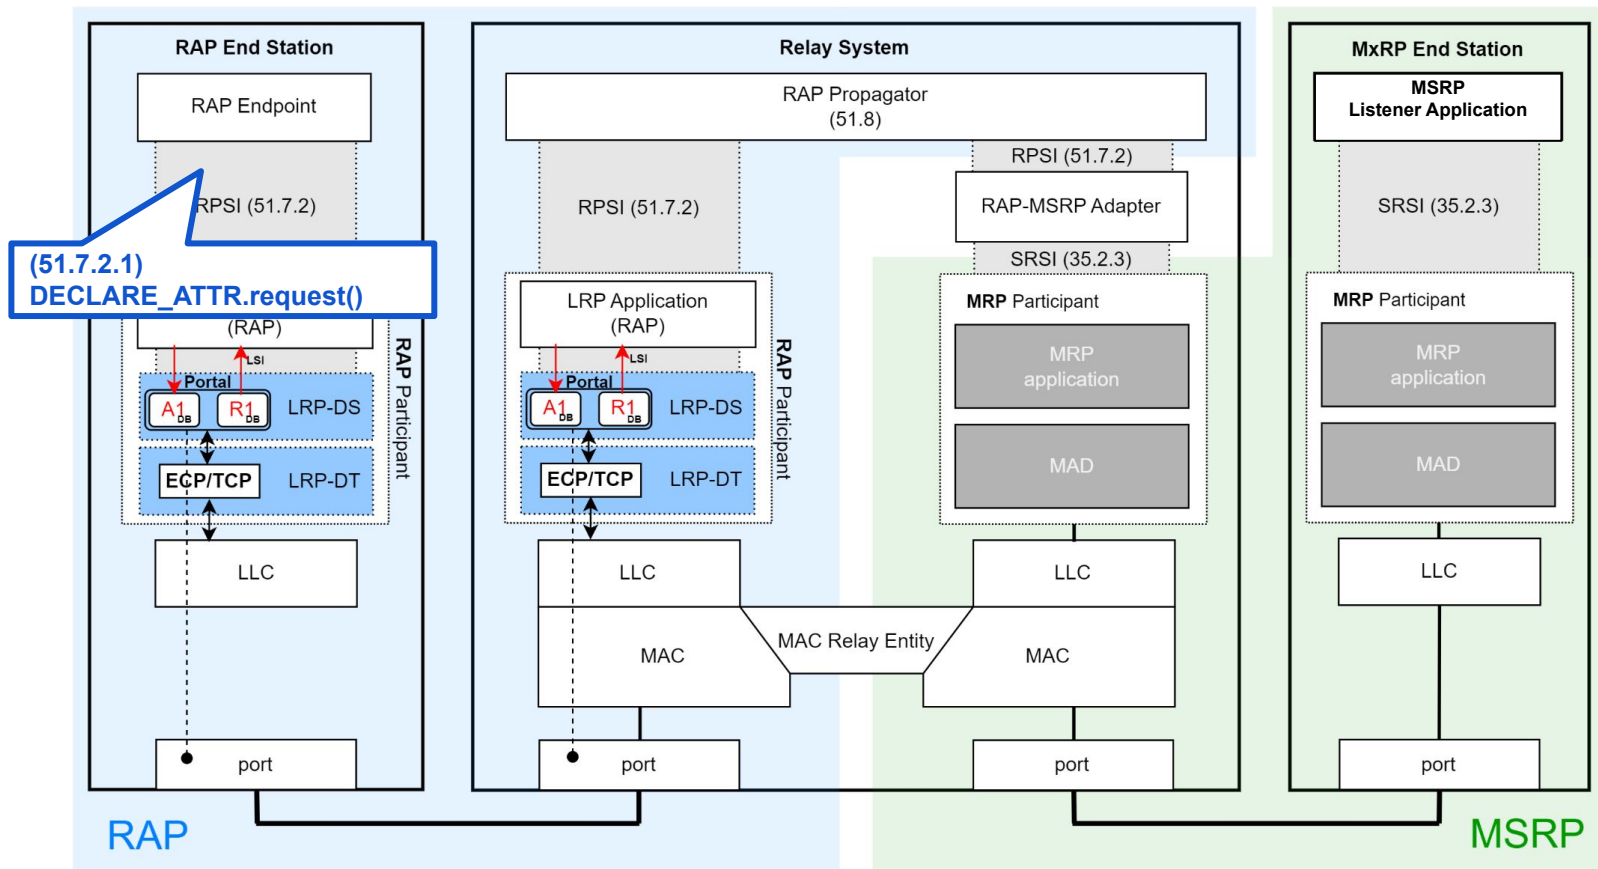 RAP End Station
RAP Endpoint
RPSI (51.7.2)
(51.7.2.1)
DECLARE_ATTR.request()
(RAP)
LSI
Portal
A1
DB
R1
DB
LRP-DS
ECP/TCP
LRP-DT
RAP Participant
LLC
port
RAP
Relay System
RAP Propagator
(51.8)
RPSI (51.7.2)
LRP Application
(RAP)
LSI
Portal
A1
DB
R1
DB
LRP-DS
ECP/TCP
LRP-DT
RAP Participant
LLC
MAC
port
MAC Relay Entity
RPSI (51.7.2)
RAP-MSRP Adapter
SRSI (35.2.3)
MRP Participant
MRP
application
MAD
LLC
MAC
port
MxRP End Station
MSRP
Listener Application
SRSI (35.2.3)
MRP Participant
MRP
application
MAD
LLC
port
MSRP